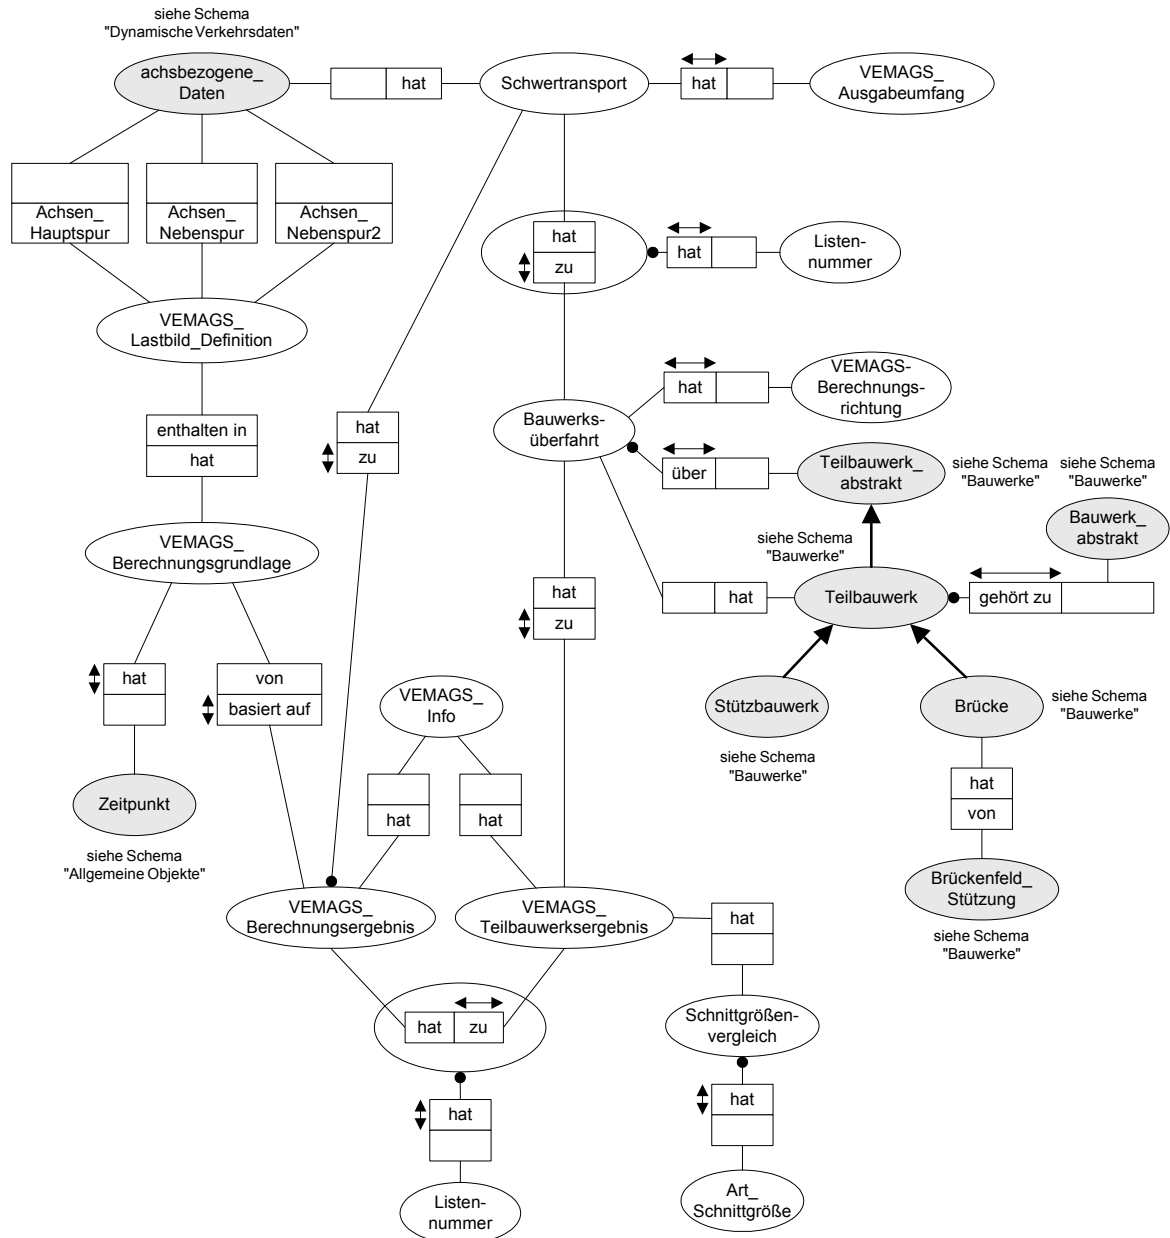 siehe Schema
"Dynamische Verkehrsdaten"
achsbezogene_
Daten
hat
Schwertransport
hat
VEMAGS_
Ausgabeumfang
Achsen_
Hauptspur
Achsen_
Nebenspur
Achsen_
Nebenspur2
hat
zu
hat
Listen-
nummer
VEMAGS_
Lastbild_Definition
hat
VEMAGS-
Berechnungs-
richtung
Bauwerks-
überfahrt
enthalten in
hat
hat
zu
über
Teilbauwerk_
abstrakt
siehe Schema
"Bauwerke"
siehe Schema
"Bauwerke"
Bauwerk_
abstrakt
siehe Schema
"Bauwerke"
VEMAGS_
Berechnungsgrundlage
hat
zu
hat
Teilbauwerk
gehört zu
hat
von
basiert auf
VEMAGS_
Info
Stützbauwerk
siehe Schema
"Bauwerke"
Brücke
siehe Schema
"Bauwerke"
Zeitpunkt
siehe Schema
"Allgemeine Objekte"
hat
hat
hat
von
Brückenfeld_
Stützung
siehe Schema
"Bauwerke"
VEMAGS_
Berechnungsergebnis
VEMAGS_
Teilbauwerksergebnis
hat
hat
zu
Schnittgrößen-
vergleich
hat
hat
Listen-
nummer
Art_
Schnittgröße